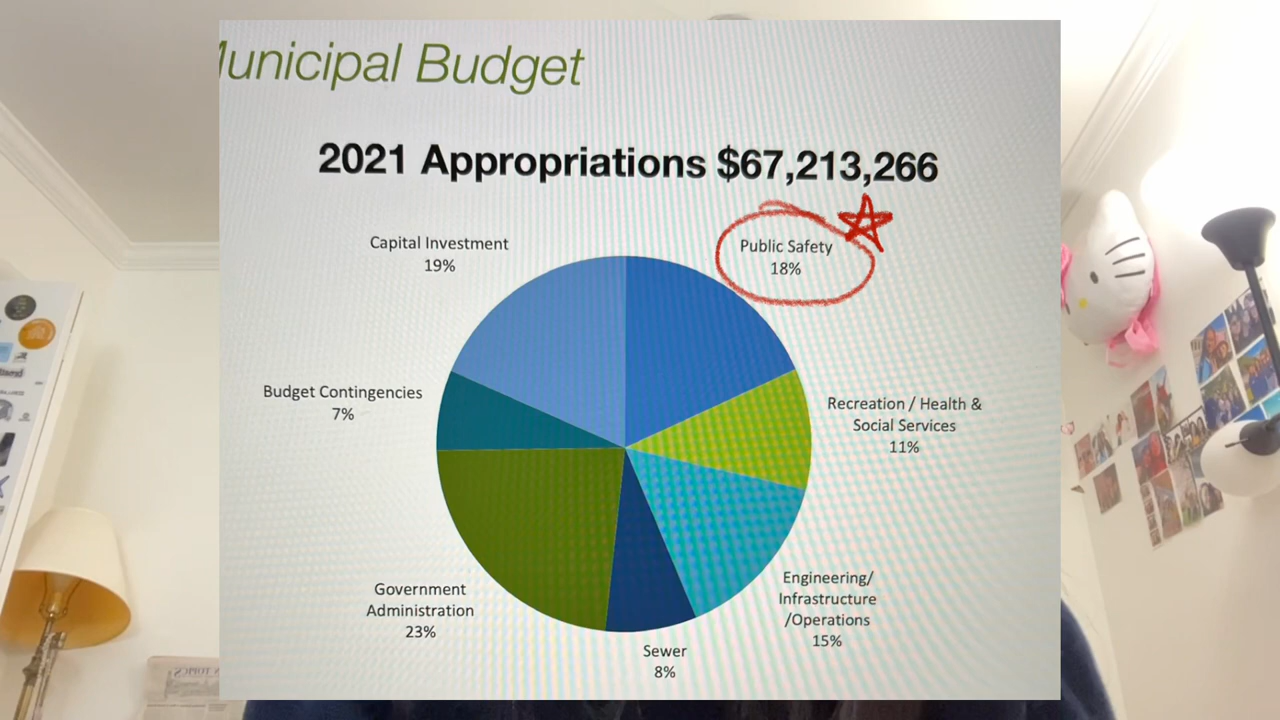 Municipal Budget
2021 Appropriations $67,213,266
Capital Investment
19%
Public Safety
18%
Budget Contingencies
7%
Recreation / Health &
Social Services
11%
Government
Administration
23%
Engineering/
Infrastructure
/Operations
15%
Sewer
8%